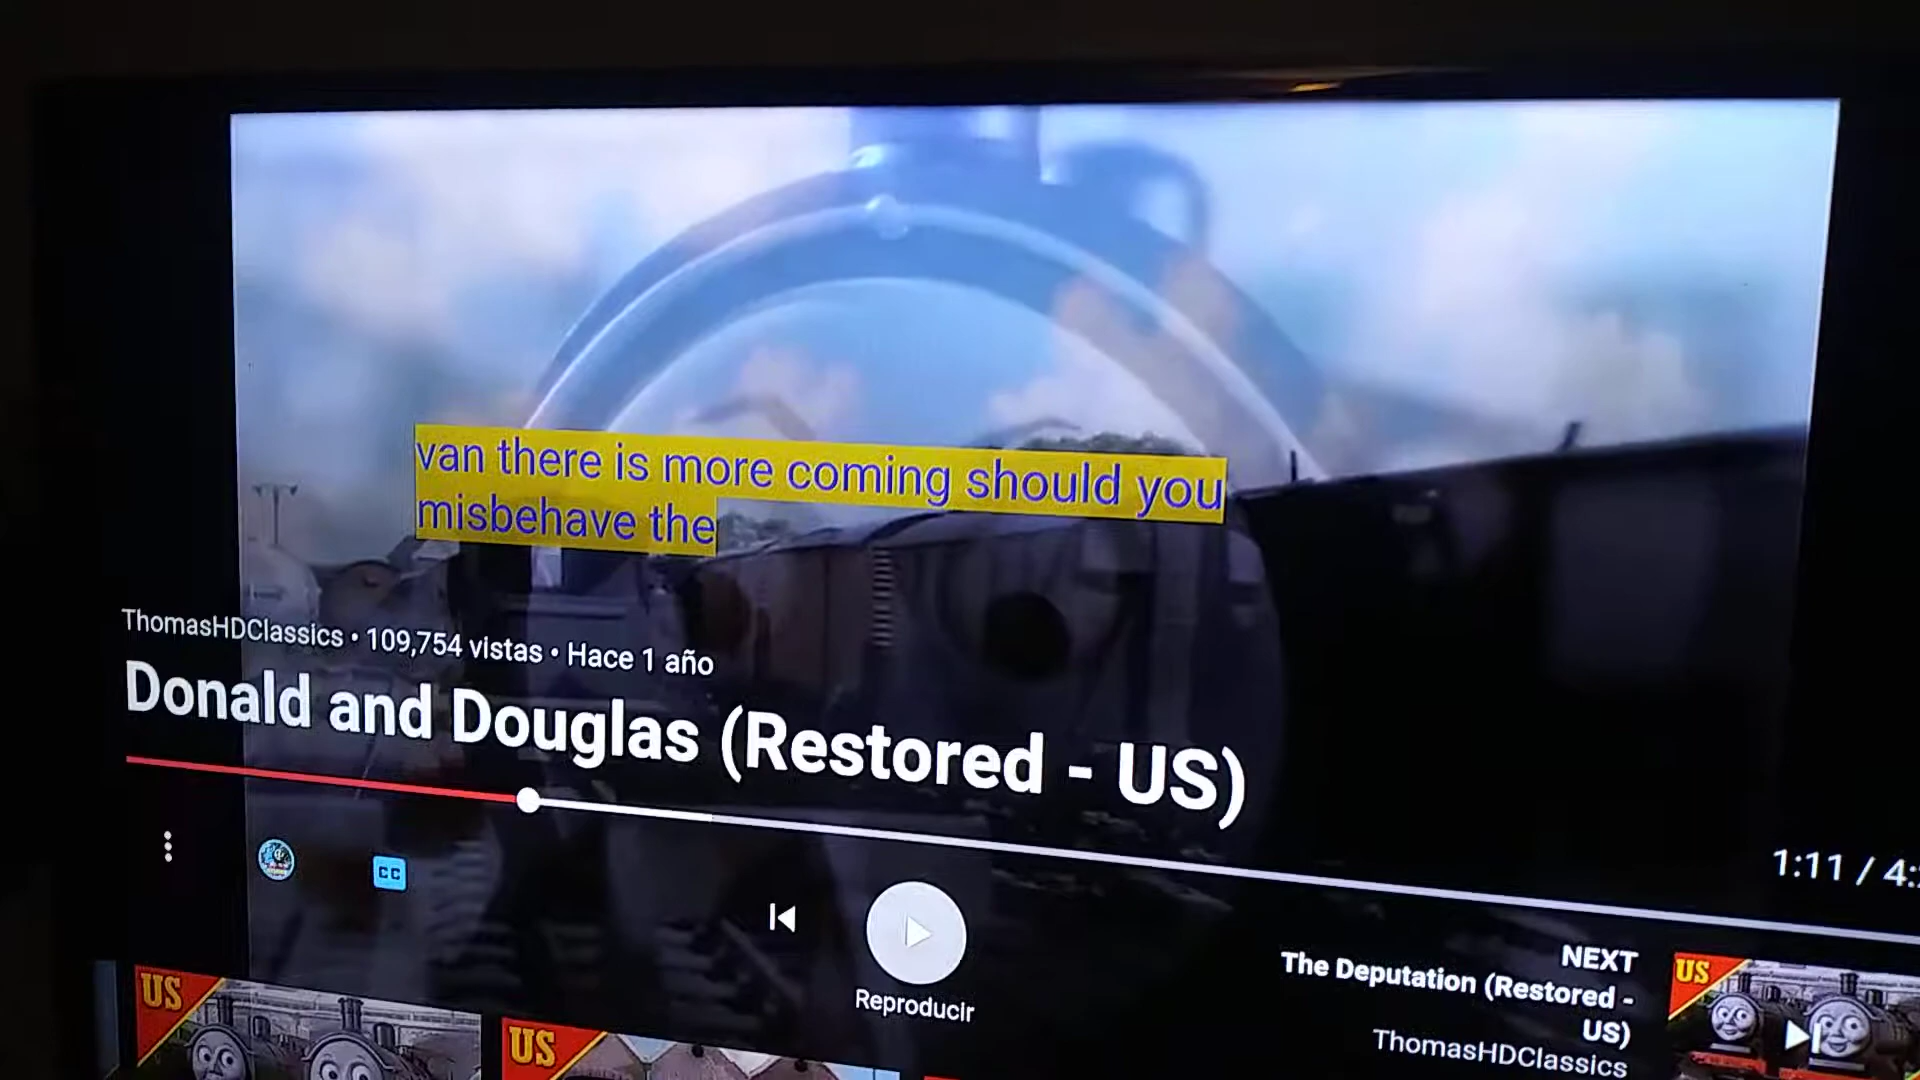 van there is more coming should you
misbehave the
ThomasHDClassics • 109,754 vistas • Hace 1 año
Donald and Douglas (Restored - US)
CC
1:11 / 4:
Reproducir
NEXT
The Deputation (Restored -
US)
ThomasHDClassics
US
US
US